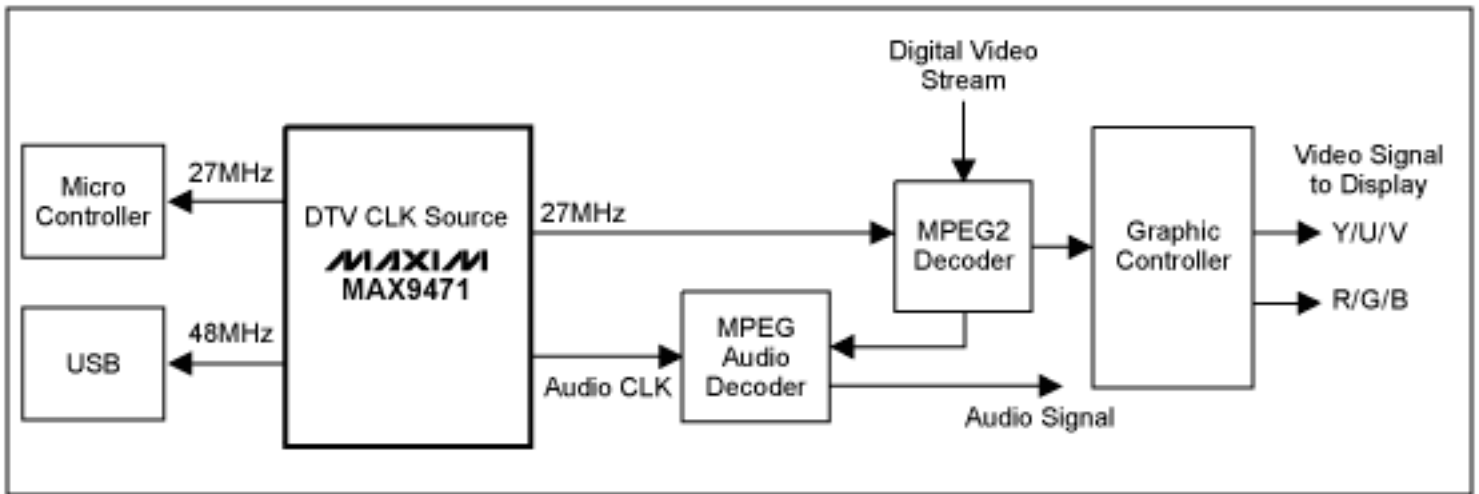 Digital Video
Stream
Micro
Controller
27MHz
DTV CLK Source
MAXIM
MAX9471
27MHz
MPEG2
Decoder
Graphic
Controller
Video Signal
to Display
Y/U/V
R/G/B
USB
48MHz
Audio CLK
MPEG
Audio
Decoder
Audio Signal